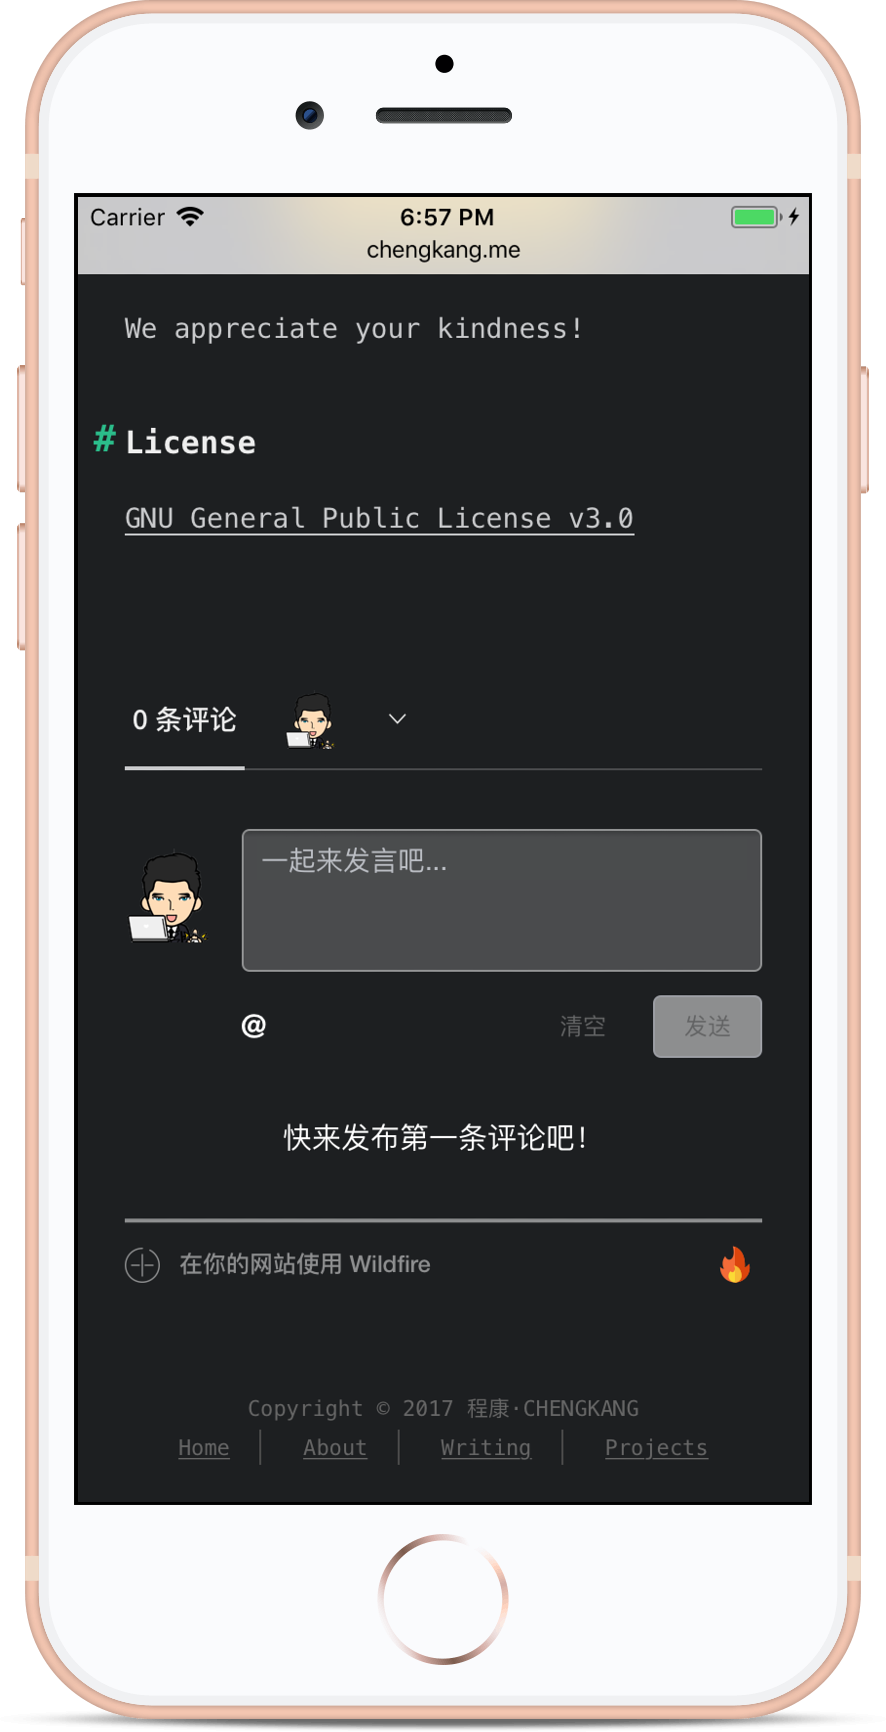 Carrier 6:57 PM
chengkang.me
We appreciate your kindness!
# License
GNU General Public License v3.0
0 条评论
一起来发言吧...
@ 清空 发送
快来发布第一条评论吧！
在你的网站使用 Wildfire
Copyright © 2017 程康·CHENGKANG
Home | About | Writing | Projects